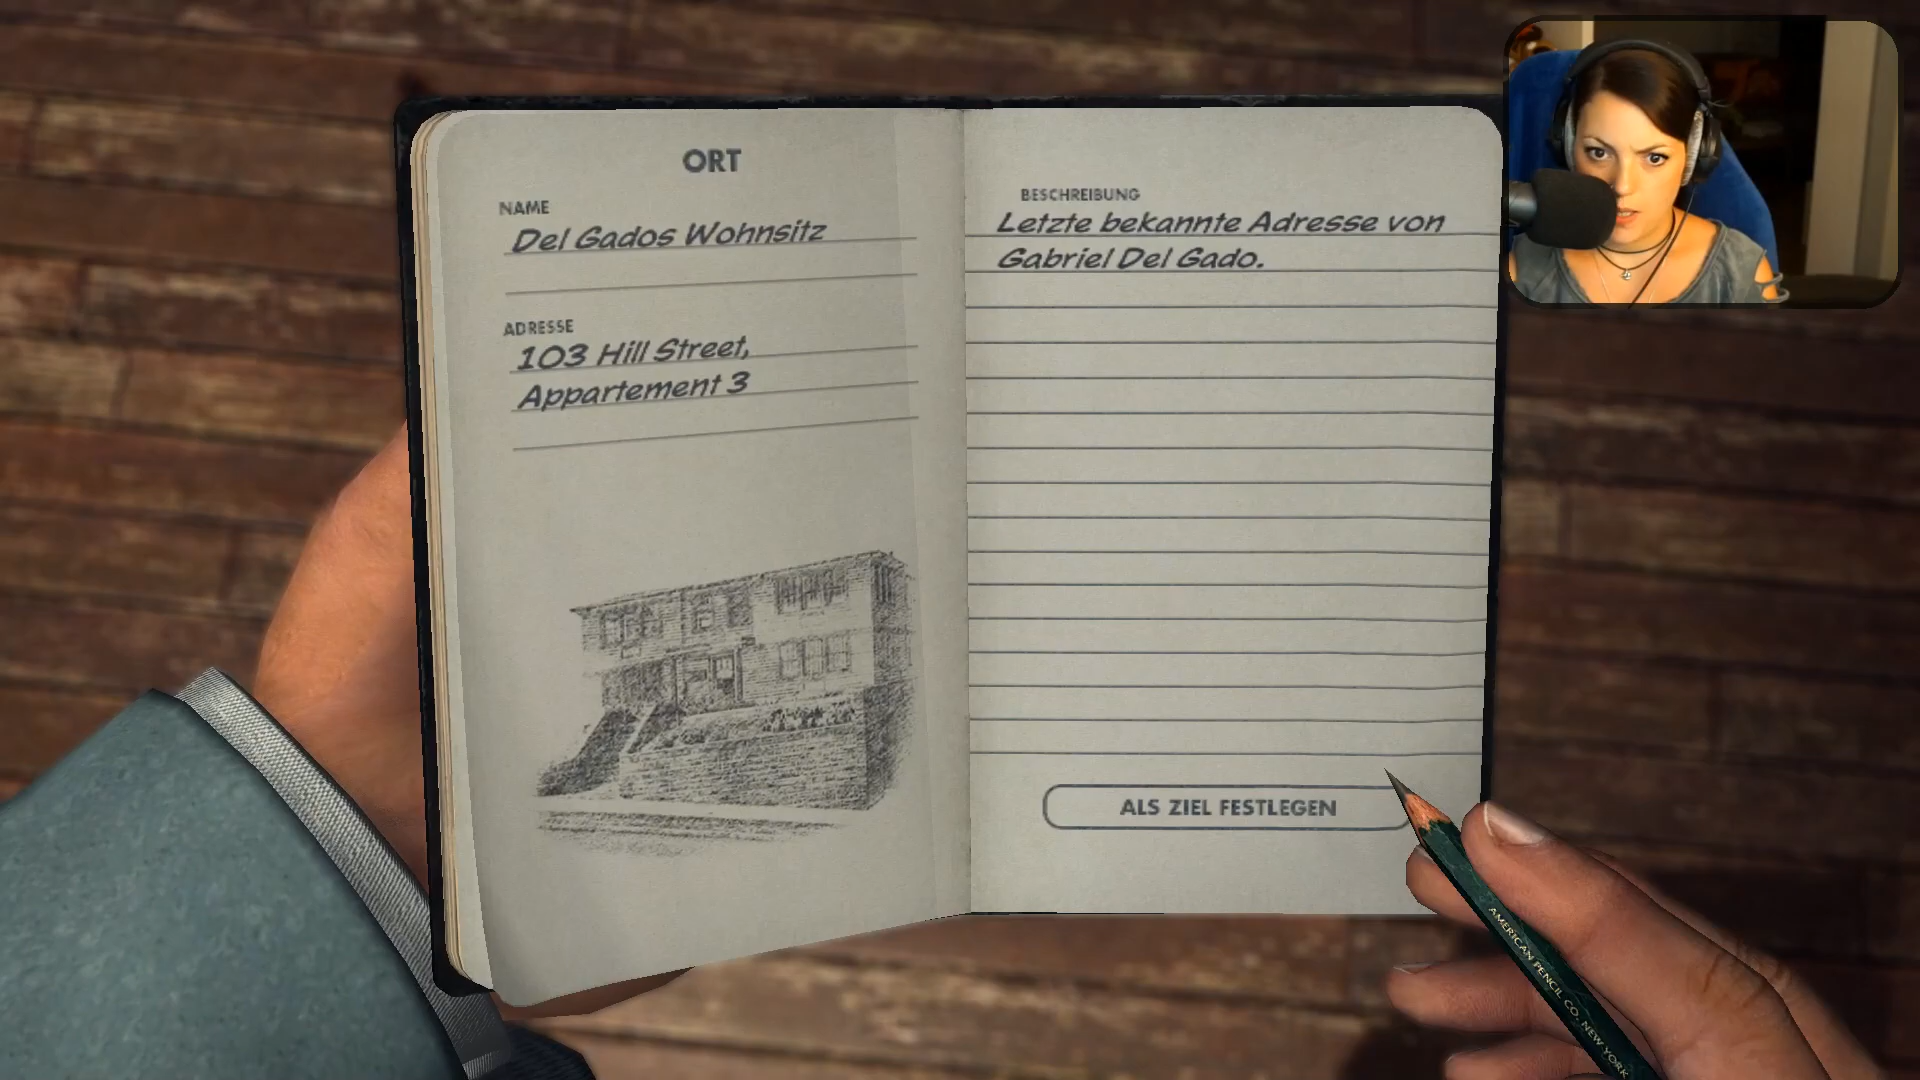 ORT
NAME
Del Gados Wohnsitz
ADRESSE
103 Hill Street,
Appartement 3
BESCHREIBUNG
Letzte bekannte Adresse von
Gabriel Del Gado.
ALS ZIEL FESTLEGEN
AMERICAN PENCIL CO. NEW YORK